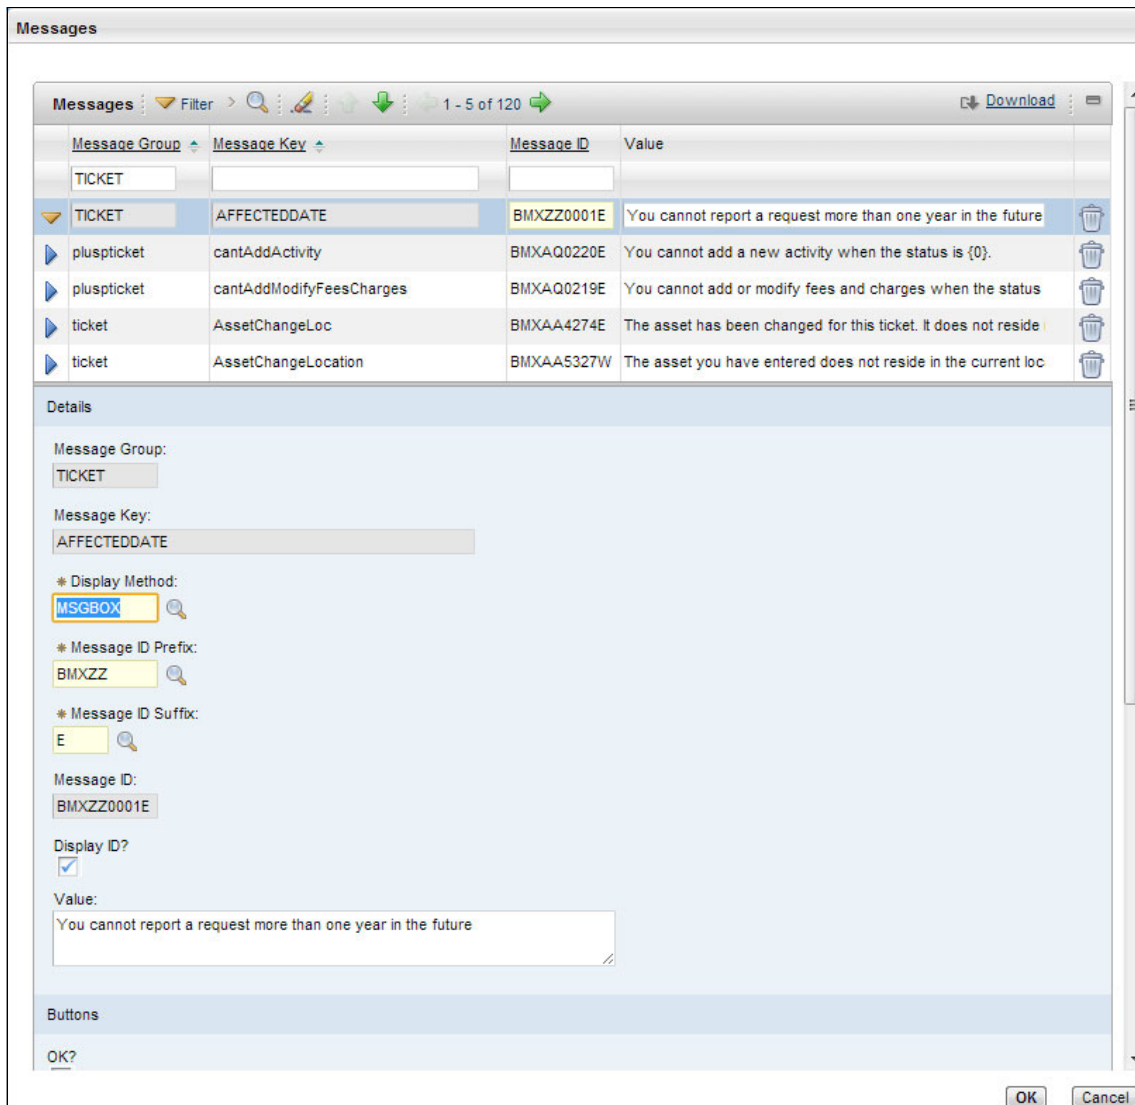 Messages
Messages Filter 1 - 5 of 120 Download
Message Group Message Key Message ID Value
TICKET
TICKET AFFECTEDDATE BMXZZ0001E You cannot report a request more than one year in the future
pluspticket cantAddActivity BMXAQ0220E You cannot add a new activity when the status is {0}.
pluspticket cantAddModifyFeesCharges BMXAQ0219E You cannot add or modify fees and charges when the status
ticket AssetChangeLoc BMXAA4274E The asset has been changed for this ticket. It does not reside
ticket AssetChangeLocation BMXAA5327W The asset you have entered does not reside in the current loc
Details
Message Group:
TICKET
Message Key:
AFFECTEDDATE
* Display Method:
MSGBOX
* Message ID Prefix:
BMXZZ
* Message ID Suffix:
E
Message ID:
BMXZZ0001E
Display ID?
Value:
You cannot report a request more than one year in the future
Buttons
OK?
OK Cancel